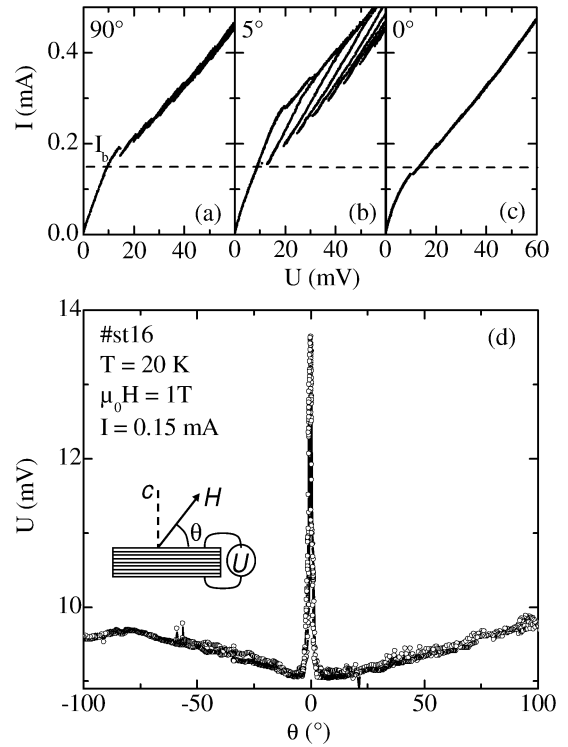 90° 5° 0°
0.4
I (mA)
0.2
I_b
(a) (b) (c)
0.0
0 20 40 0 20 40 0 20 40 60
U (mV)
14
#st16 (d)
T = 20 K
μ₀H = 1T
I = 0.15 mA
12
U (mV)
c H
θ
U
10
-100 -50 0 50 100
θ (°)